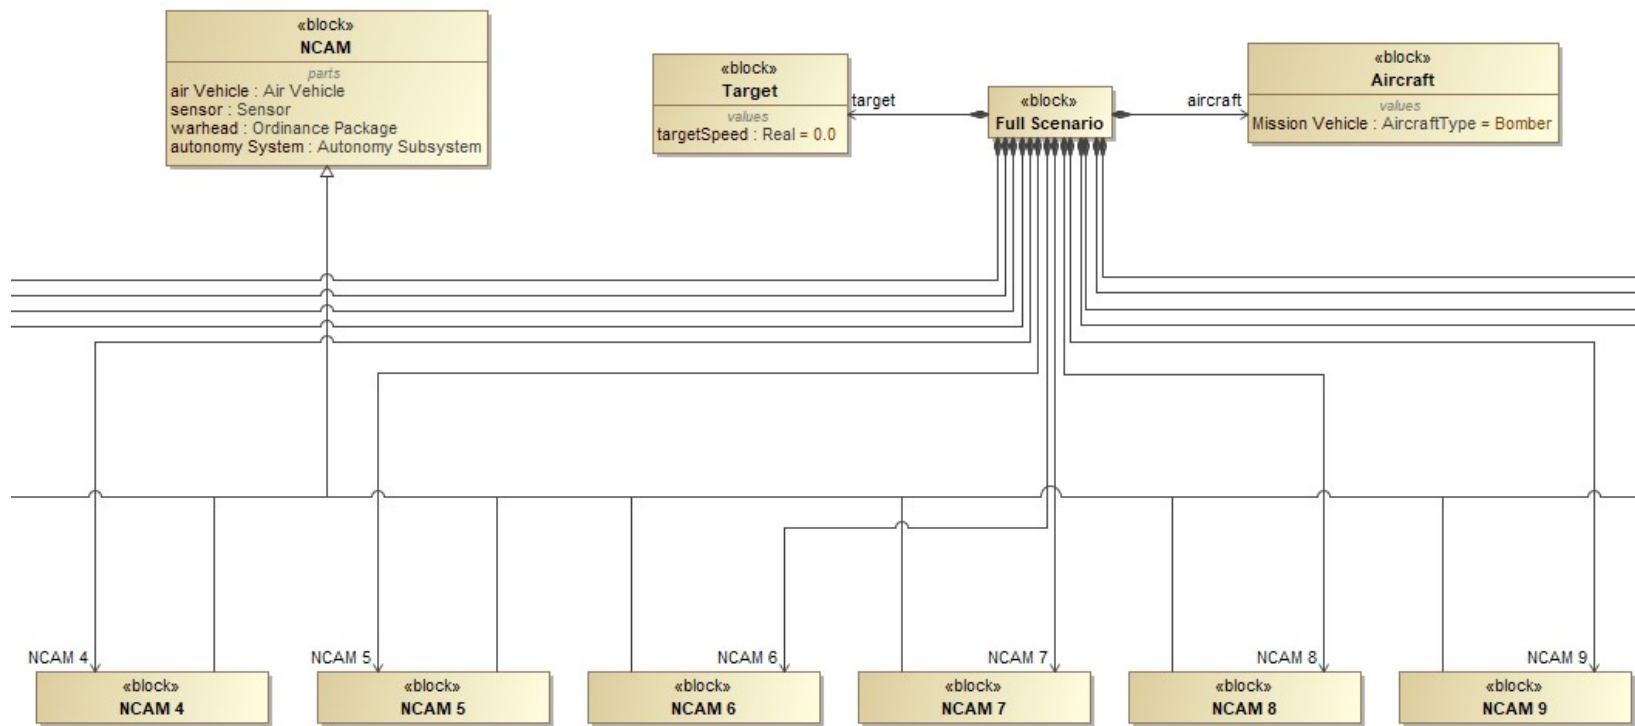 «block»
NCAM
parts
air Vehicle : Air Vehicle
sensor : Sensor
warhead : Ordinance Package
autonomy System : Autonomy Subsystem
«block»
Target
values
targetSpeed : Real = 0.0
target
«block»
Full Scenario
aircraft
«block»
Aircraft
values
Mission Vehicle : AircraftType = Bomber
NCAM 4
NCAM 5
NCAM 6
NCAM 7
NCAM 8
NCAM 9
«block»
NCAM 4
«block»
NCAM 5
«block»
NCAM 6
«block»
NCAM 7
«block»
NCAM 8
«block»
NCAM 9